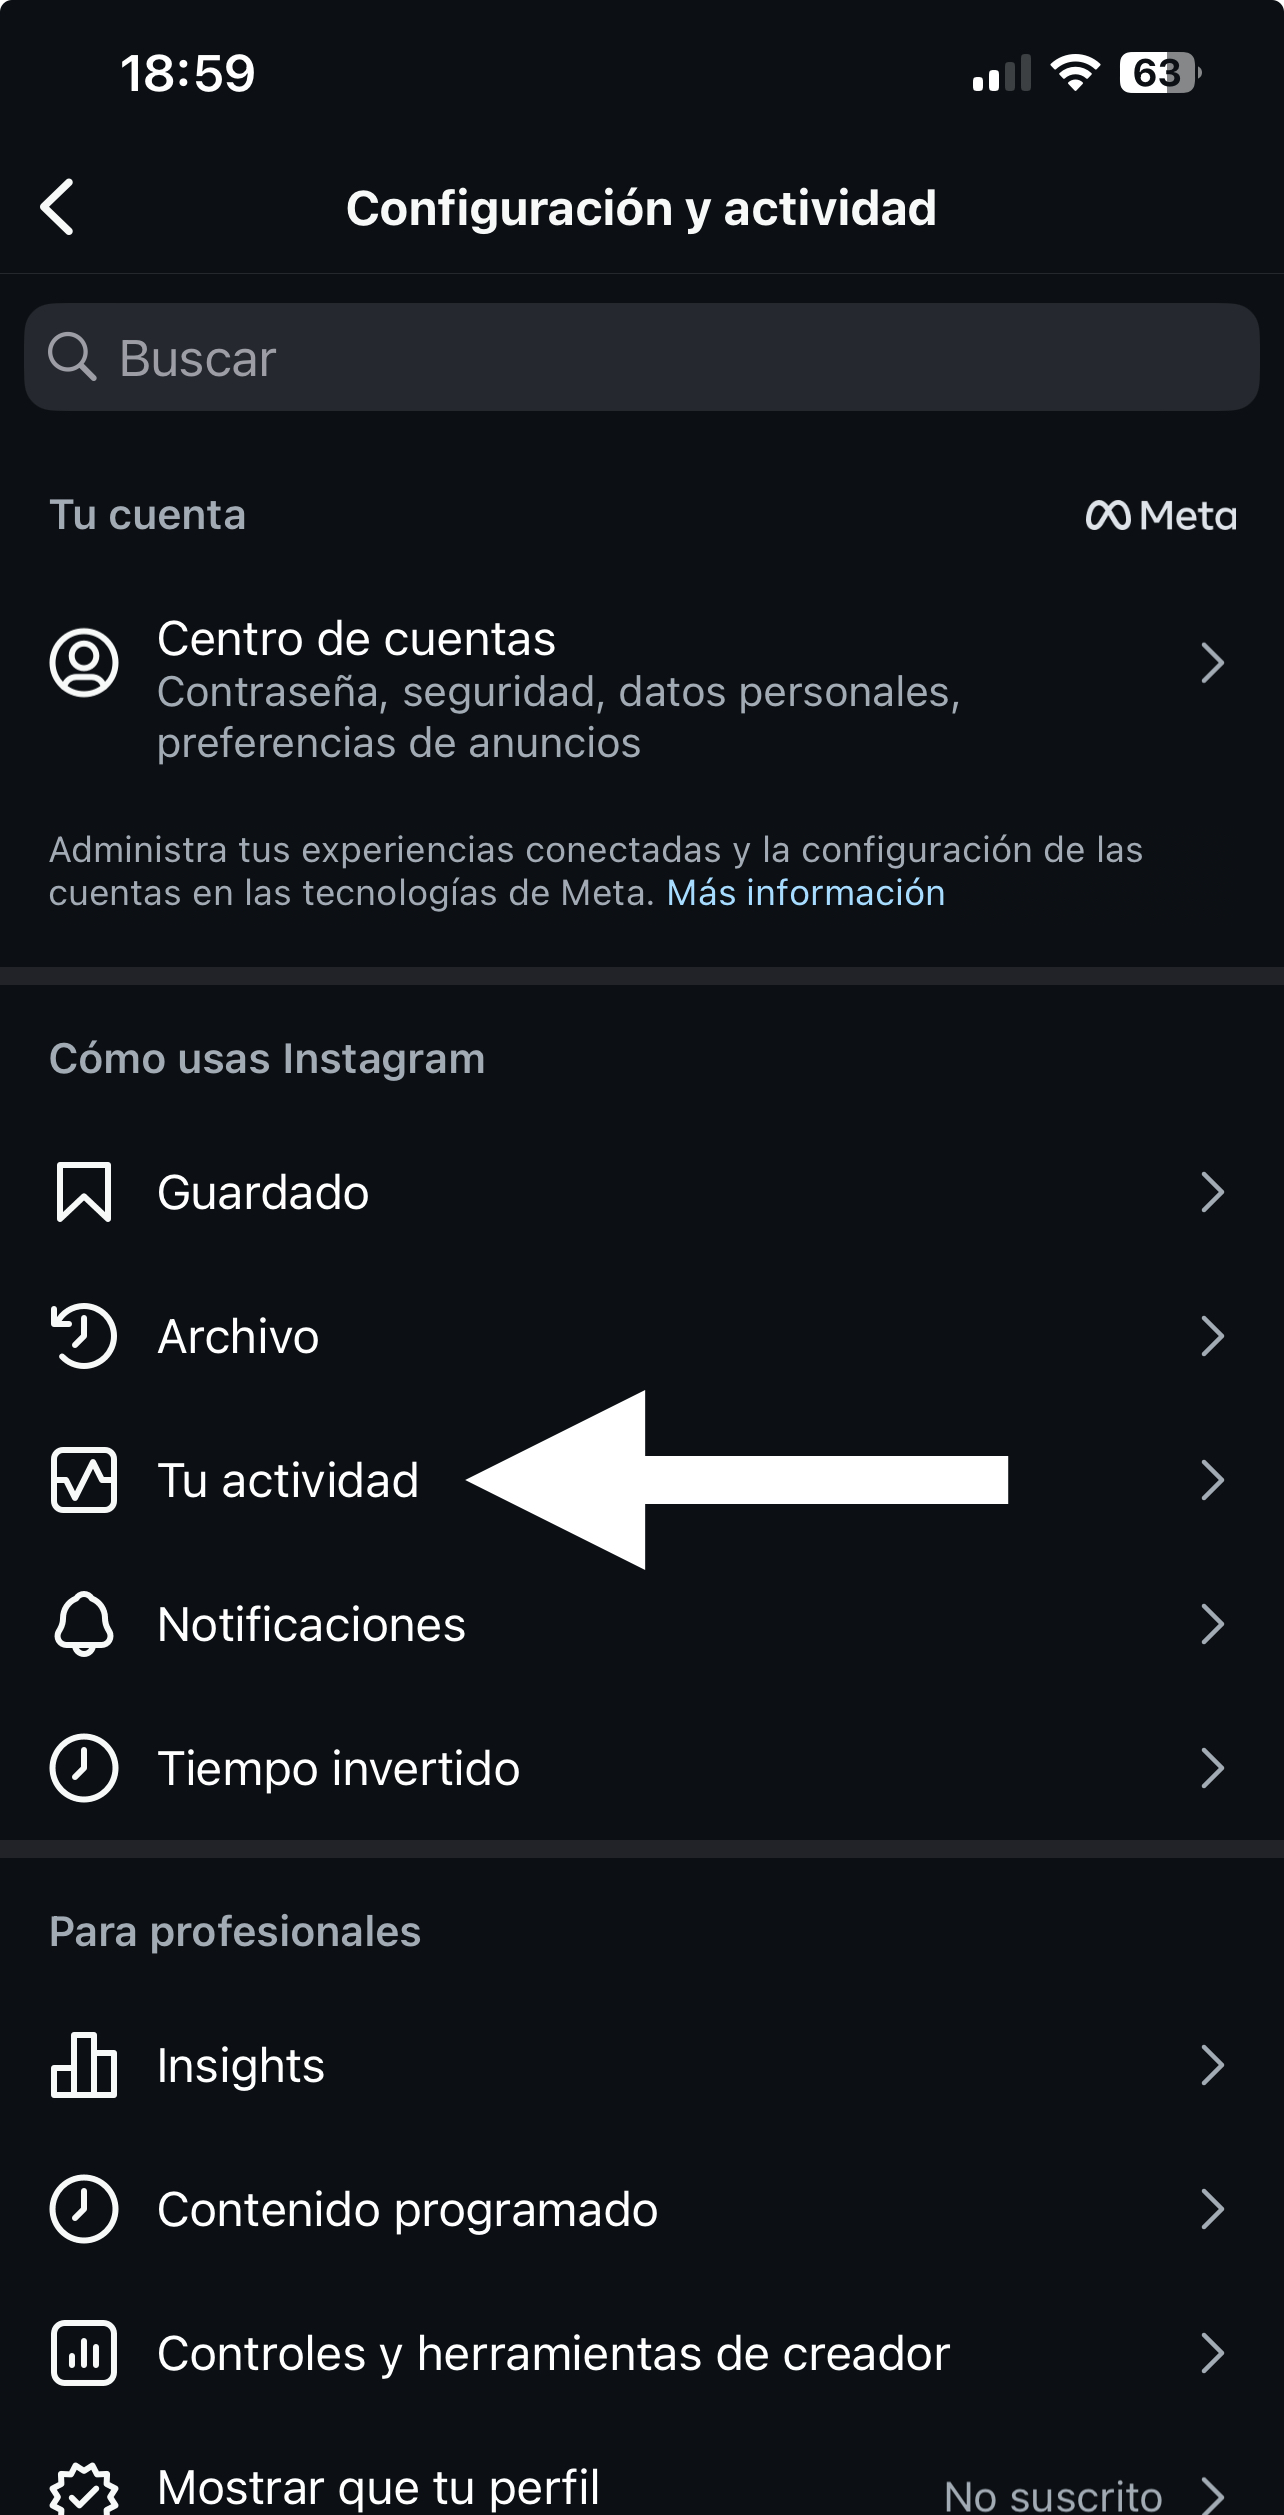 18:59
63
Configuración y actividad
Buscar
Tu cuenta
Meta
Centro de cuentas
Contraseña, seguridad, datos personales,
preferencias de anuncios
Administra tus experiencias conectadas y la configuración de las
cuentas en las tecnologías de Meta. Más información
Cómo usas Instagram
Guardado
Archivo
Tu actividad
Notificaciones
Tiempo invertido
Para profesionales
Insights
Contenido programado
Controles y herramientas de creador
Mostrar que tu perfil
No suscrito